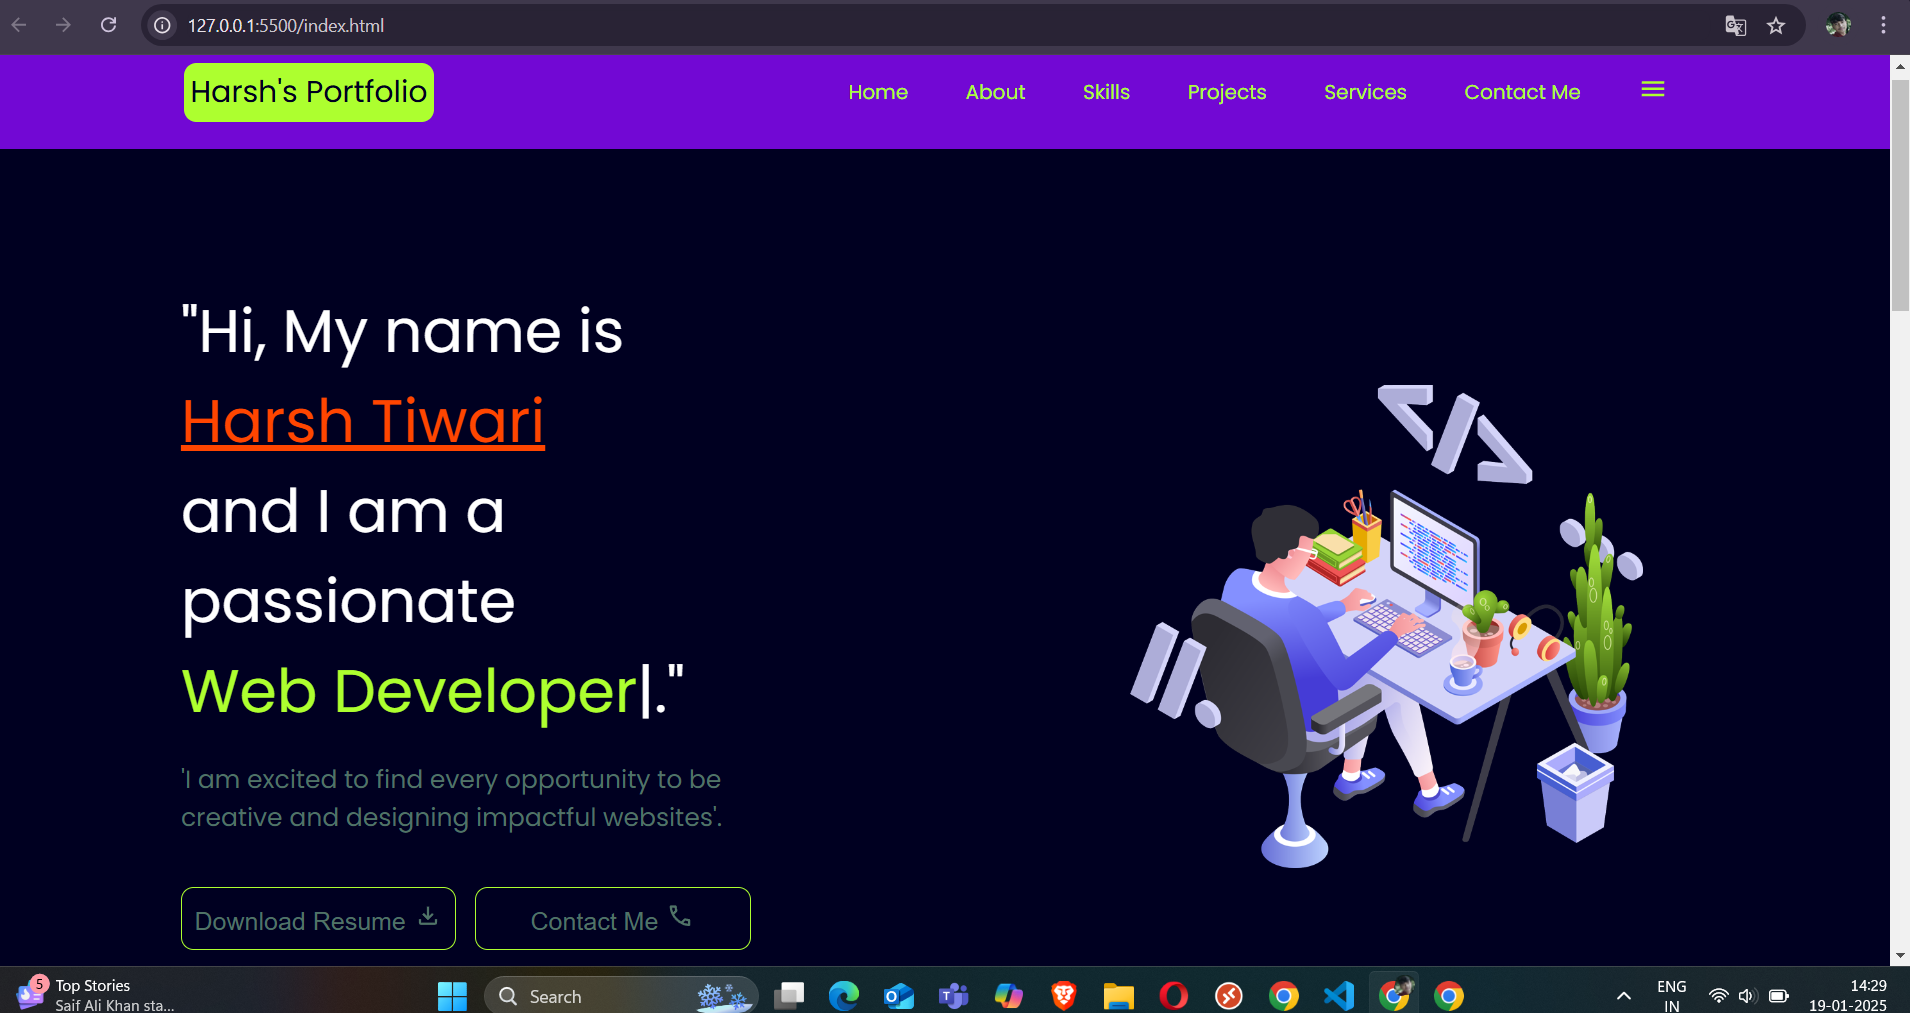 127.0.0.1:5500/index.html
Harsh's Portfolio
Home About Skills Projects Services Contact Me
"Hi, My name is
Harsh Tiwari
and I am a
passionate
Web Developer|."
'I am excited to find every opportunity to be
creative and designing impactful websites'.
Download Resume
Contact Me
5
Top Stories
Saif Ali Khan sta...
Search
ENG
IN
14:29
19-01-2025